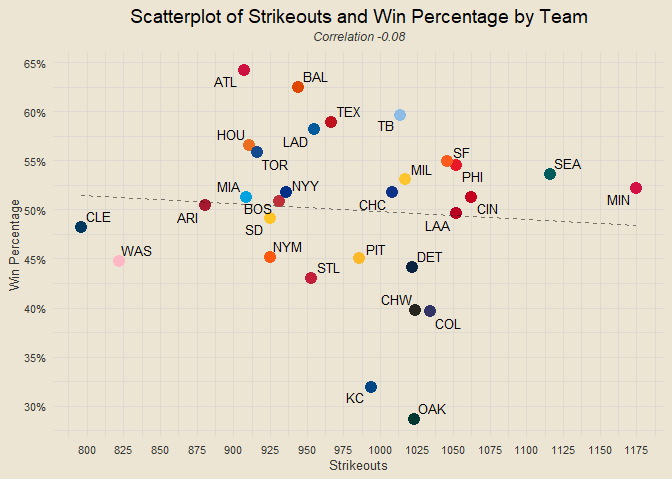 Scatterplot of Strikeouts and Win Percentage by Team
Correlation -0.08
65%
ATL
BAL
60%
TEX
TB
LAD
HOU
TOR
55%
SF
PHI
SEA
MIL
MIA
NYY
CHC
CIN
MIN
50%
ARI
BOS
SD
LAA
CLE
WAS
NYM
PIT
45%
STL
DET
40%
CHW
COL
35%
KC
30%
OAK
Win Percentage
800 825 850 875 900 925 950 975 1000 1025 1050 1075 1100 1125 1150 1175
Strikeouts